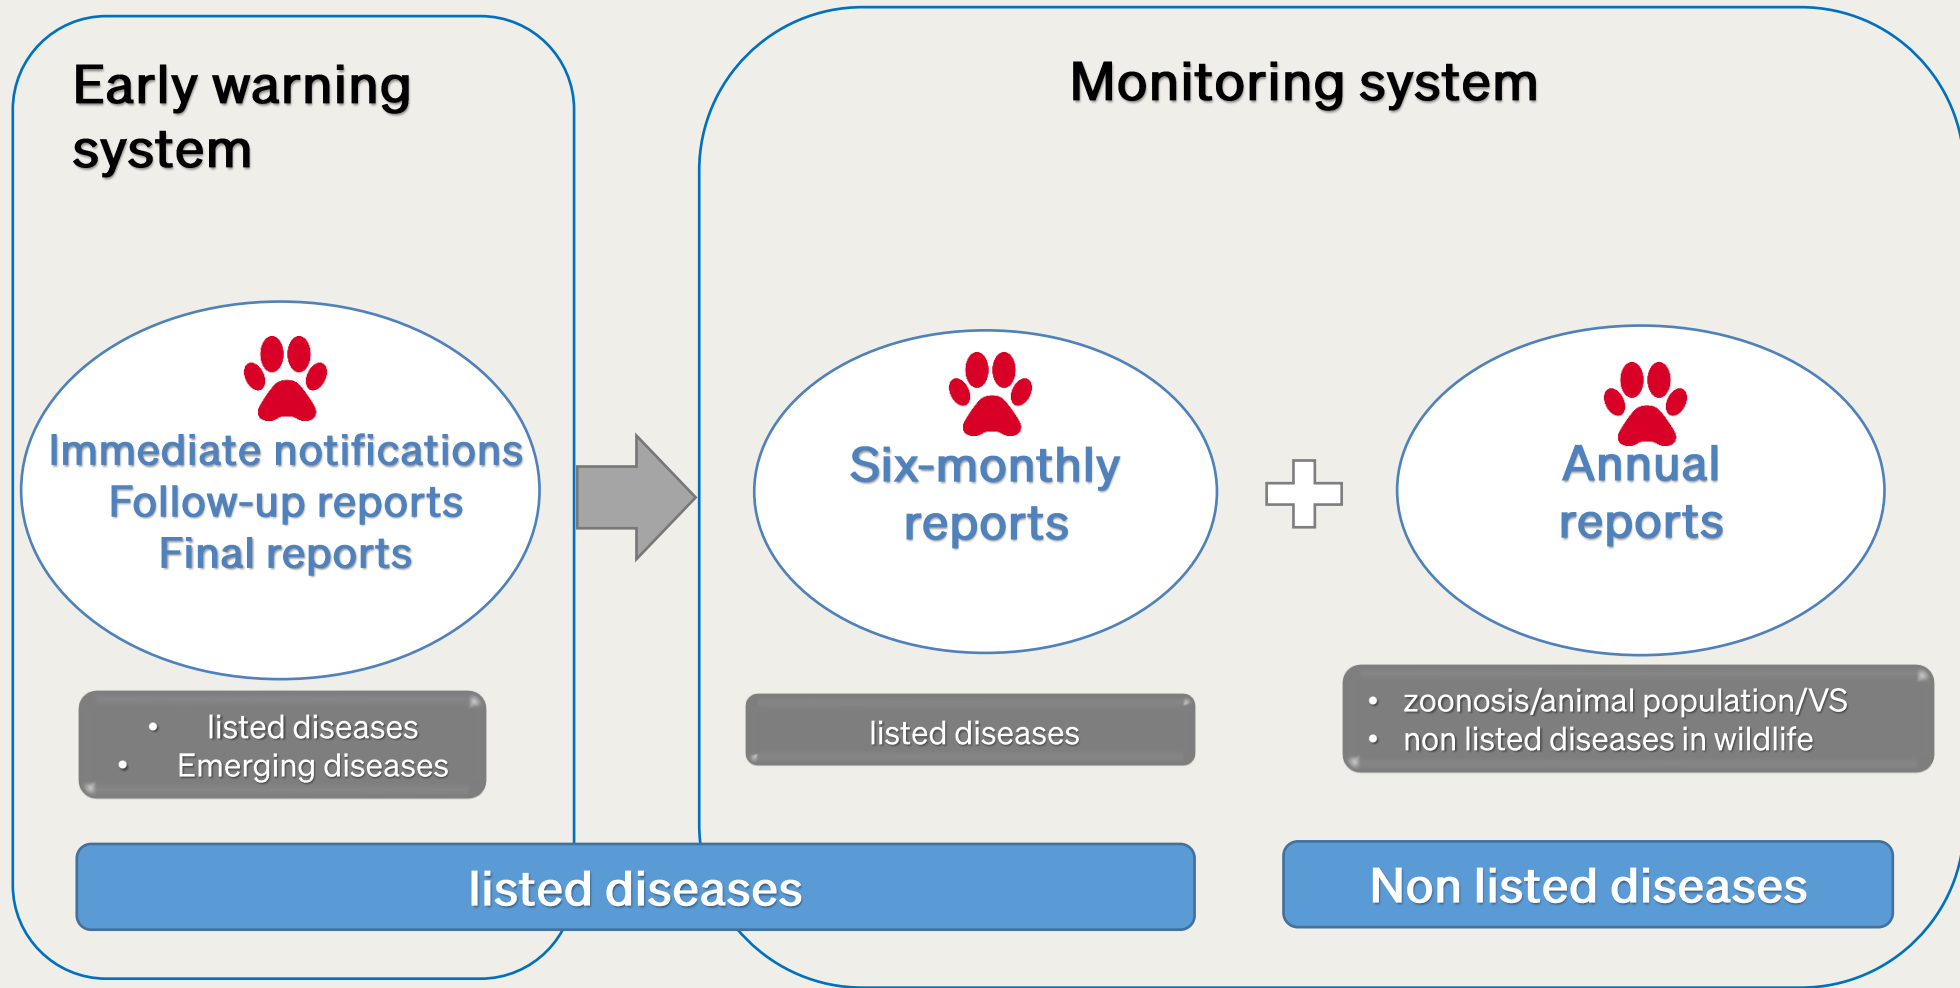 Early warning
system
Monitoring system
Immediate notifications
Follow-up reports
Final reports
Six-monthly
reports
Annual
reports
• listed diseases
• Emerging diseases
listed diseases
• zoonosis/animal population/VS
• non listed diseases in wildlife
listed diseases
Non listed diseases